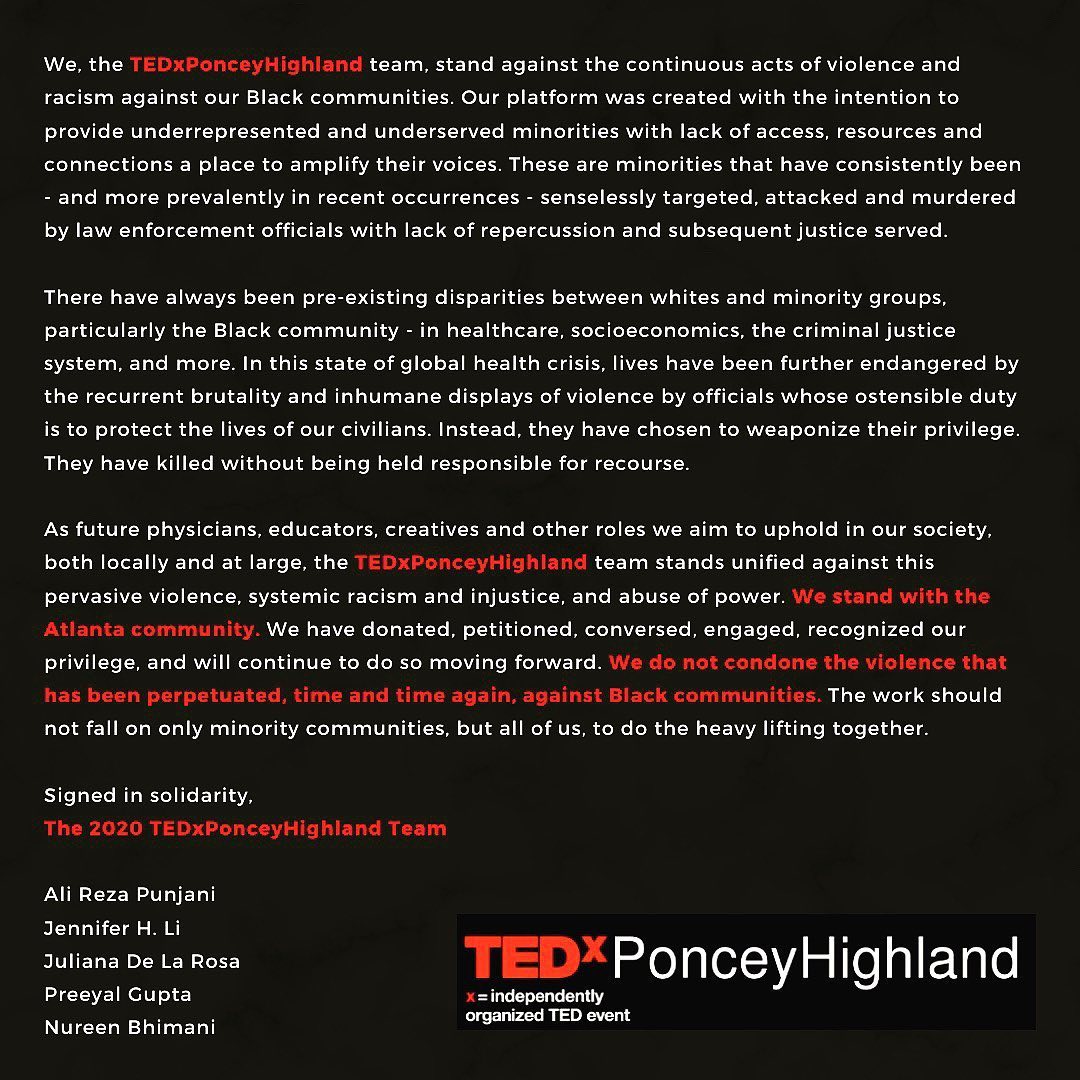 We, the TEDxPonceyHighland team, stand against the continuous acts of violence and
racism against our Black communities. Our platform was created with the intention to
provide underrepresented and underserved minorities with lack of access, resources and
connections a place to amplify their voices. These are minorities that have consistently been
- and more prevalently in recent occurrences - senselessly targeted, attacked and murdered
by law enforcement officials with lack of repercussion and subsequent justice served.
There have always been pre-existing disparities between whites and minority groups,
particularly the Black community - in healthcare, socioeconomics, the criminal justice
system, and more. In this state of global health crisis, lives have been further endangered by
the recurrent brutality and inhumane displays of violence by officials whose ostensible duty
is to protect the lives of our civilians. Instead, they have chosen to weaponize their privilege.
They have killed without being held responsible for recourse.
As future physicians, educators, creatives and other roles we aim to uphold in our society,
both locally and at large, the TEDxPonceyHighland team stands unified against this
pervasive violence, systemic racism and injustice, and abuse of power. We stand with the
Atlanta community. We have donated, petitioned, conversed, engaged, recognized our
privilege, and will continue to do so moving forward. We do not condone the violence that
has been perpetuated, time and time again, against Black communities. The work should
not fall on only minority communities, but all of us, to do the heavy lifting together.
Signed in solidarity,
The 2020 TEDxPonceyHighland Team
Ali Reza Punjani
Jennifer H. Li
Juliana De La Rosa
Preeyal Gupta
Nureen Bhimani
TEDxPonceyHighland
x = independently
organized TED event